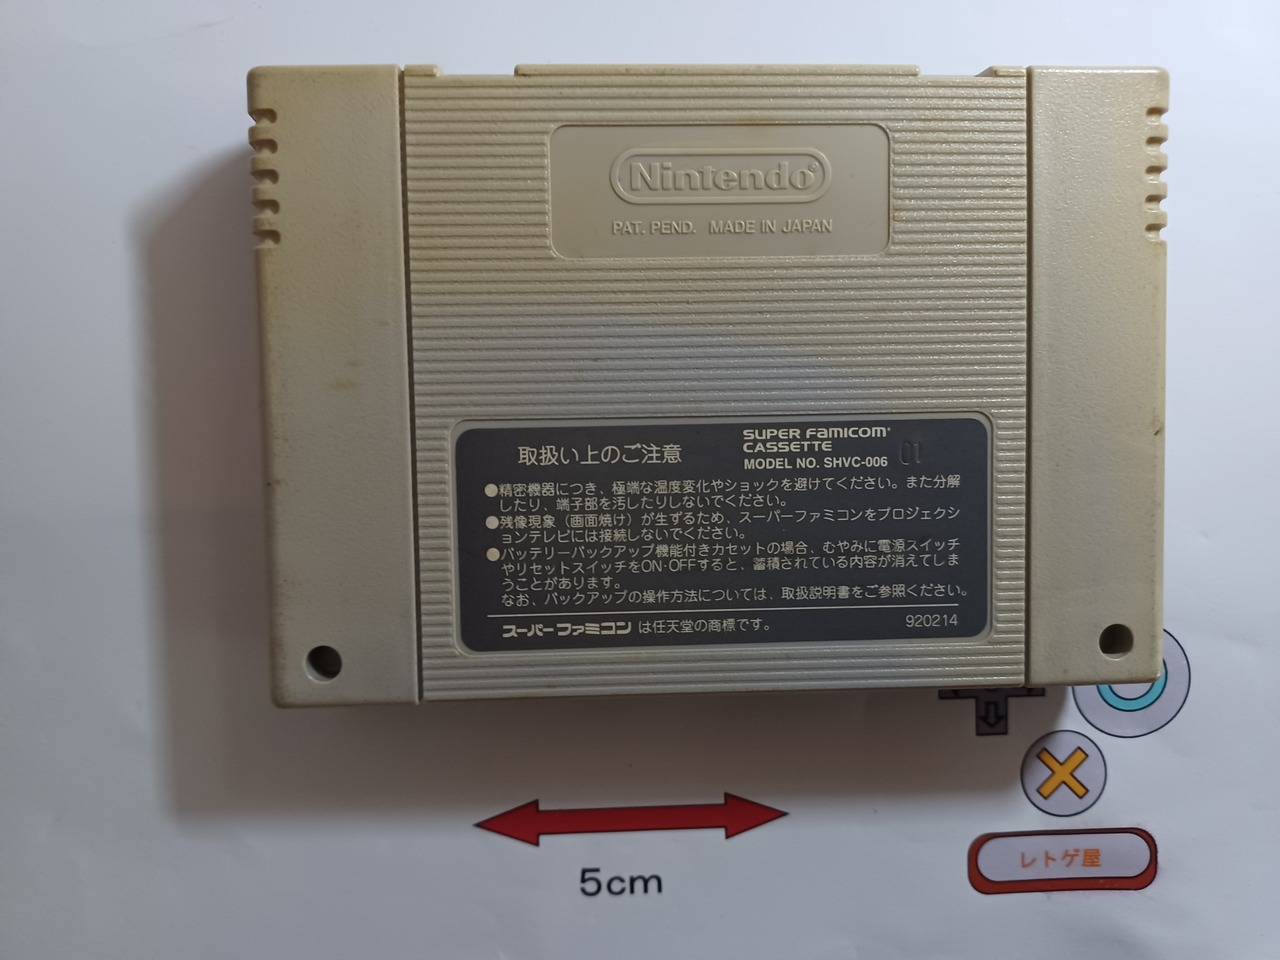 Nintendo®
PAT. PEND. MADE IN JAPAN
取扱い上のご注意
SUPER FAMICOM®
CASSETTE
MODEL NO. SHVC-006
01
●精密機器につき、極端な温度変化やショックを避けてください。また分解
したり、端子部を汚したりしないでください。
●残像現象（画面焼け）が生ずるため、スーパーファミコンをプロジェクシ
ョンテレビには接続しないでください。
●バッテリーバックアップ機能付きカセットの場合、むやみに電源スイッチ
やリセットスイッチをON・OFFすると、蓄積されている内容が消えてしま
うことがあります。
なお、バックアップの操作方法については、取扱説明書をご参照ください。
スーパーファミコン は任天堂の商標です。
920214
5cm
レトゲ屋